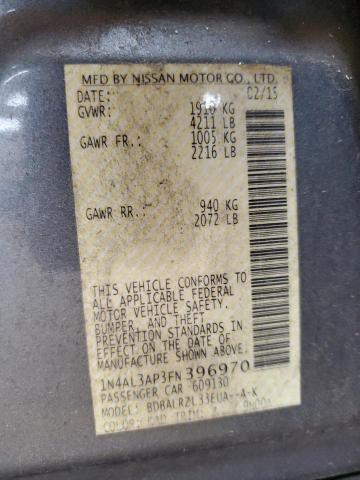 MFD BY NISSAN MOTOR CO., LTD.
DATE: 02/15
GVWR: 1910 KG
4211 LB
GAWR FR: 1005 KG
2216 LB
GAWR RR: 940 KG
2072 LB
THIS VEHICLE CONFORMS TO
ALL APPLICABLE FEDERAL
MOTOR VEHICLE SAFETY,
BUMPER, AND THEFT
PREVENTION STANDARDS IN
EFFECT ON THE DATE OF
MANUFACTURE SHOWN ABOVE.
1N4AL3AP3FN396970
PASSENGER CAR 609130
MODEL: BDBALRZL33EUA--A-K
COLOR: TRIM: